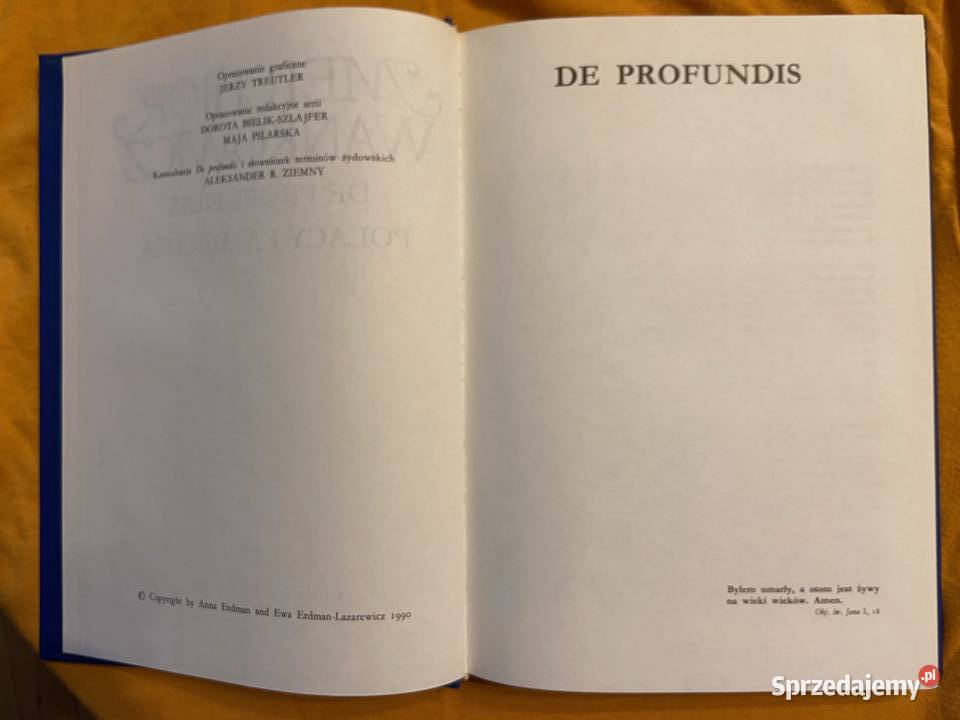 Opracowanie graficzne
JERZY TREUTLER
Opracowanie redakcyjne serii
DOROTA BIELIK-SZLAJFER
MAJA PILARSKA
Konsultacja De profundis i słowniczek terminów żydowskich
ALEKSANDER R. ZIEMNY
© Copyright by Anna Erdman and Ewa Erdman-Lazarewicz 1990
DE PROFUNDIS
Byłem umarły, a otom jest żywy
na wieki wieków. Amen.
Obj. św. Jana I, 18
Sprzedajemy.pl